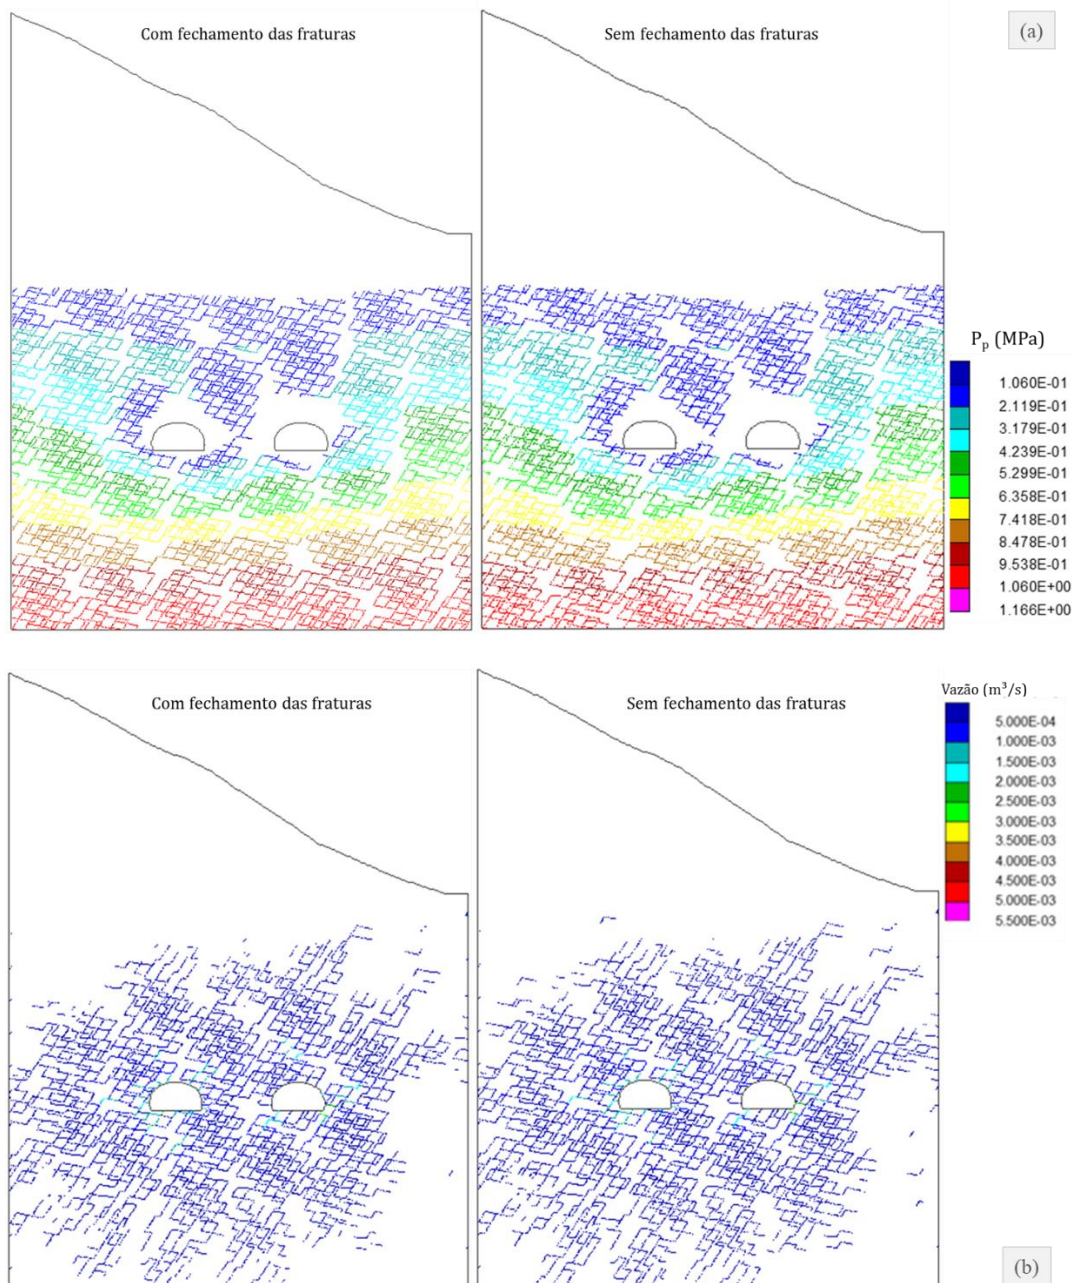 Com fechamento das fraturas
Sem fechamento das fraturas
(a)
Pp (MPa)
1.060E-01
2.119E-01
3.179E-01
4.239E-01
5.299E-01
6.358E-01
7.418E-01
8.478E-01
9.538E-01
1.060E+00
1.166E+00
Com fechamento das fraturas
Sem fechamento das fraturas
Vazão (m³/s)
5.000E-04
1.000E-03
1.500E-03
2.000E-03
2.500E-03
3.000E-03
3.500E-03
4.000E-03
4.500E-03
5.000E-03
5.500E-03
(b)